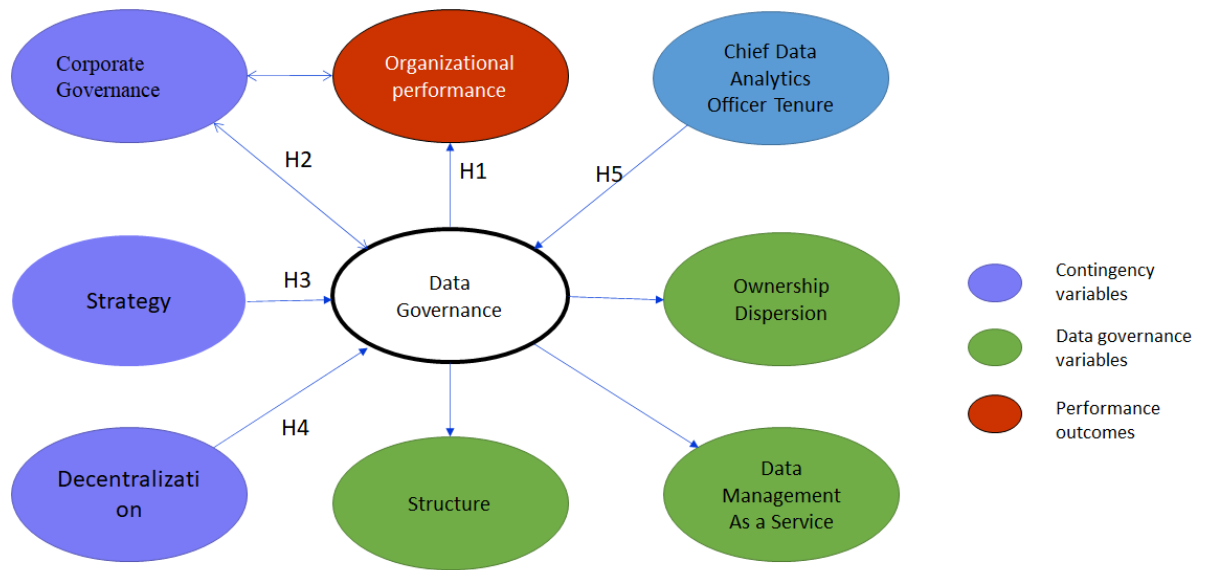 Corporate
Governance
Organizational
performance
Chief Data
Analytics
Officer Tenure
H2
H1
H5
Strategy
H3
Data
Governance
Ownership
Dispersion
Contingency
variables
Data governance
variables
Performance
outcomes
H4
Decentralizati
on
Structure
Data
Management
As a Service